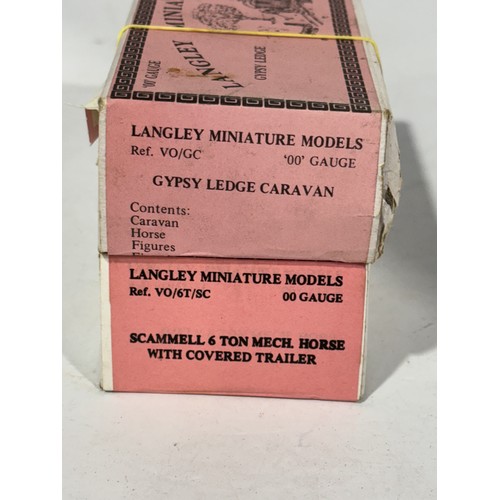 '00' GAUGE
LANGLEY MINIA
GYPSY LEDGE
LANGLEY MINIATURE MODELS
Ref. VO/GC '00' GAUGE
GYPSY LEDGE CARAVAN
Contents:
Caravan
Horse
Figures
LANGLEY MINIATURE MODELS
Ref. VO/6T/SC 00 GAUGE
SCAMMELL 6 TON MECH. HORSE
WITH COVERED TRAILER